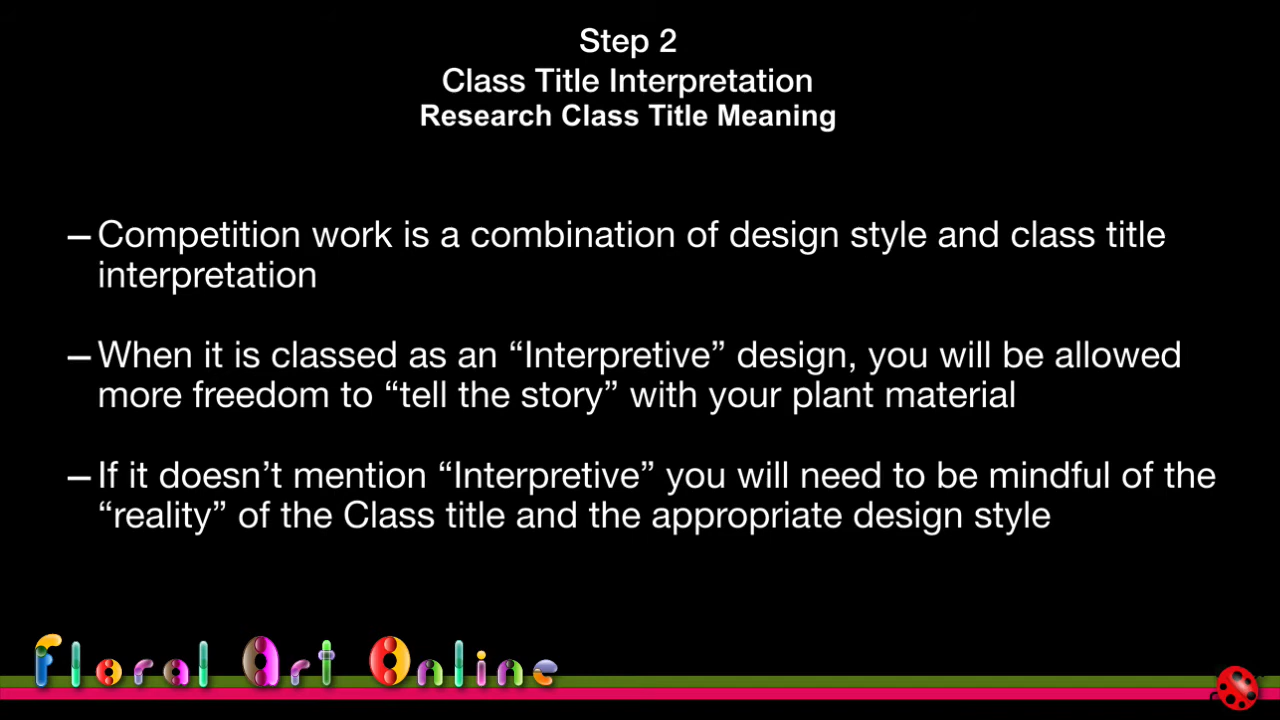 Step 2
Class Title Interpretation
Research Class Title Meaning
– Competition work is a combination of design style and class title
interpretation
– When it is classed as an “Interpretive” design, you will be allowed
more freedom to “tell the story” with your plant material
– If it doesn’t mention “Interpretive” you will need to be mindful of the
“reality” of the Class title and the appropriate design style
Floral Art Online